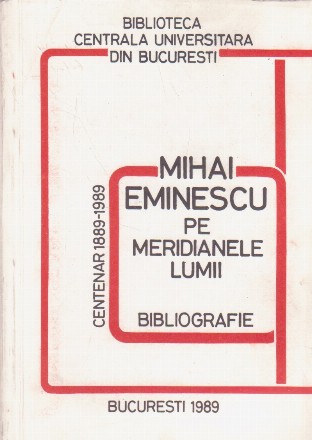 BIBLIOTECA
CENTRALA UNIVERSITARA
DIN BUCURESTI
CENTENAR 1889-1989
MIHAI
EMINESCU
PE
MERIDIANELE
LUMII
BIBLIOGRAFIE
BUCURESTI 1989